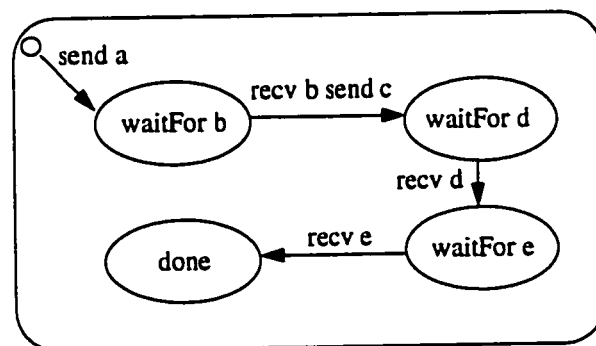 send a
waitFor b
recv b send c
waitFor d
recv d
waitFor e
recv e
done